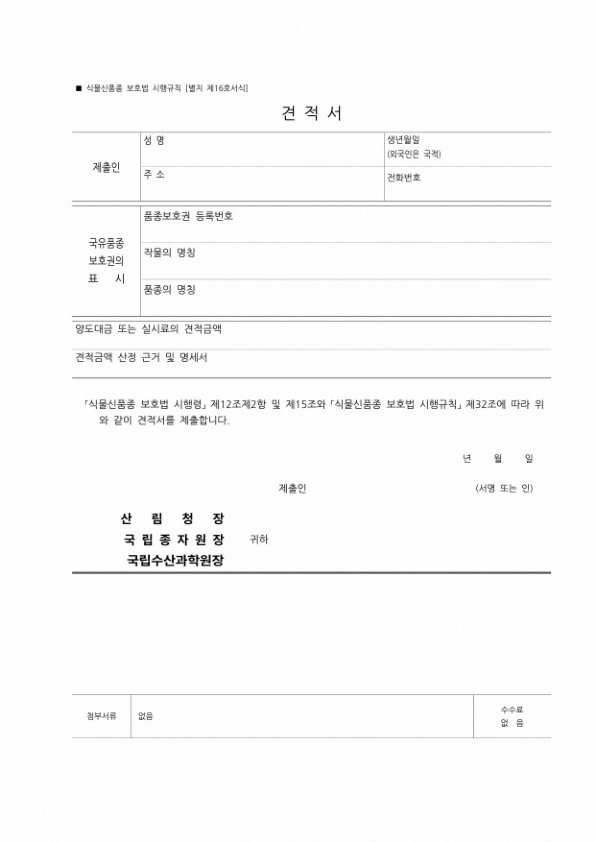 ■ 식물신품종 보호법 시행규칙 [별지 제16호서식]
견 적 서
제출인
성 명
생년월일
(외국인은 국적)
주 소
전화번호
국유품종
보호권의
표 시
품종보호권 등록번호
작물의 명칭
품종의 명칭
양도대금 또는 실시료의 견적금액
견적금액 산정 근거 및 명세서
「식물신품종 보호법 시행령」 제12조제2항 및 제15조와 「식물신품종 보호법 시행규칙」 제32조에 따라 위
와 같이 견적서를 제출합니다.
년 월 일
제출인 (서명 또는 인)
산 림 청 장
국 립 종 자 원 장 귀하
국립수산과학원장
첨부서류
없음
수수료
없 음